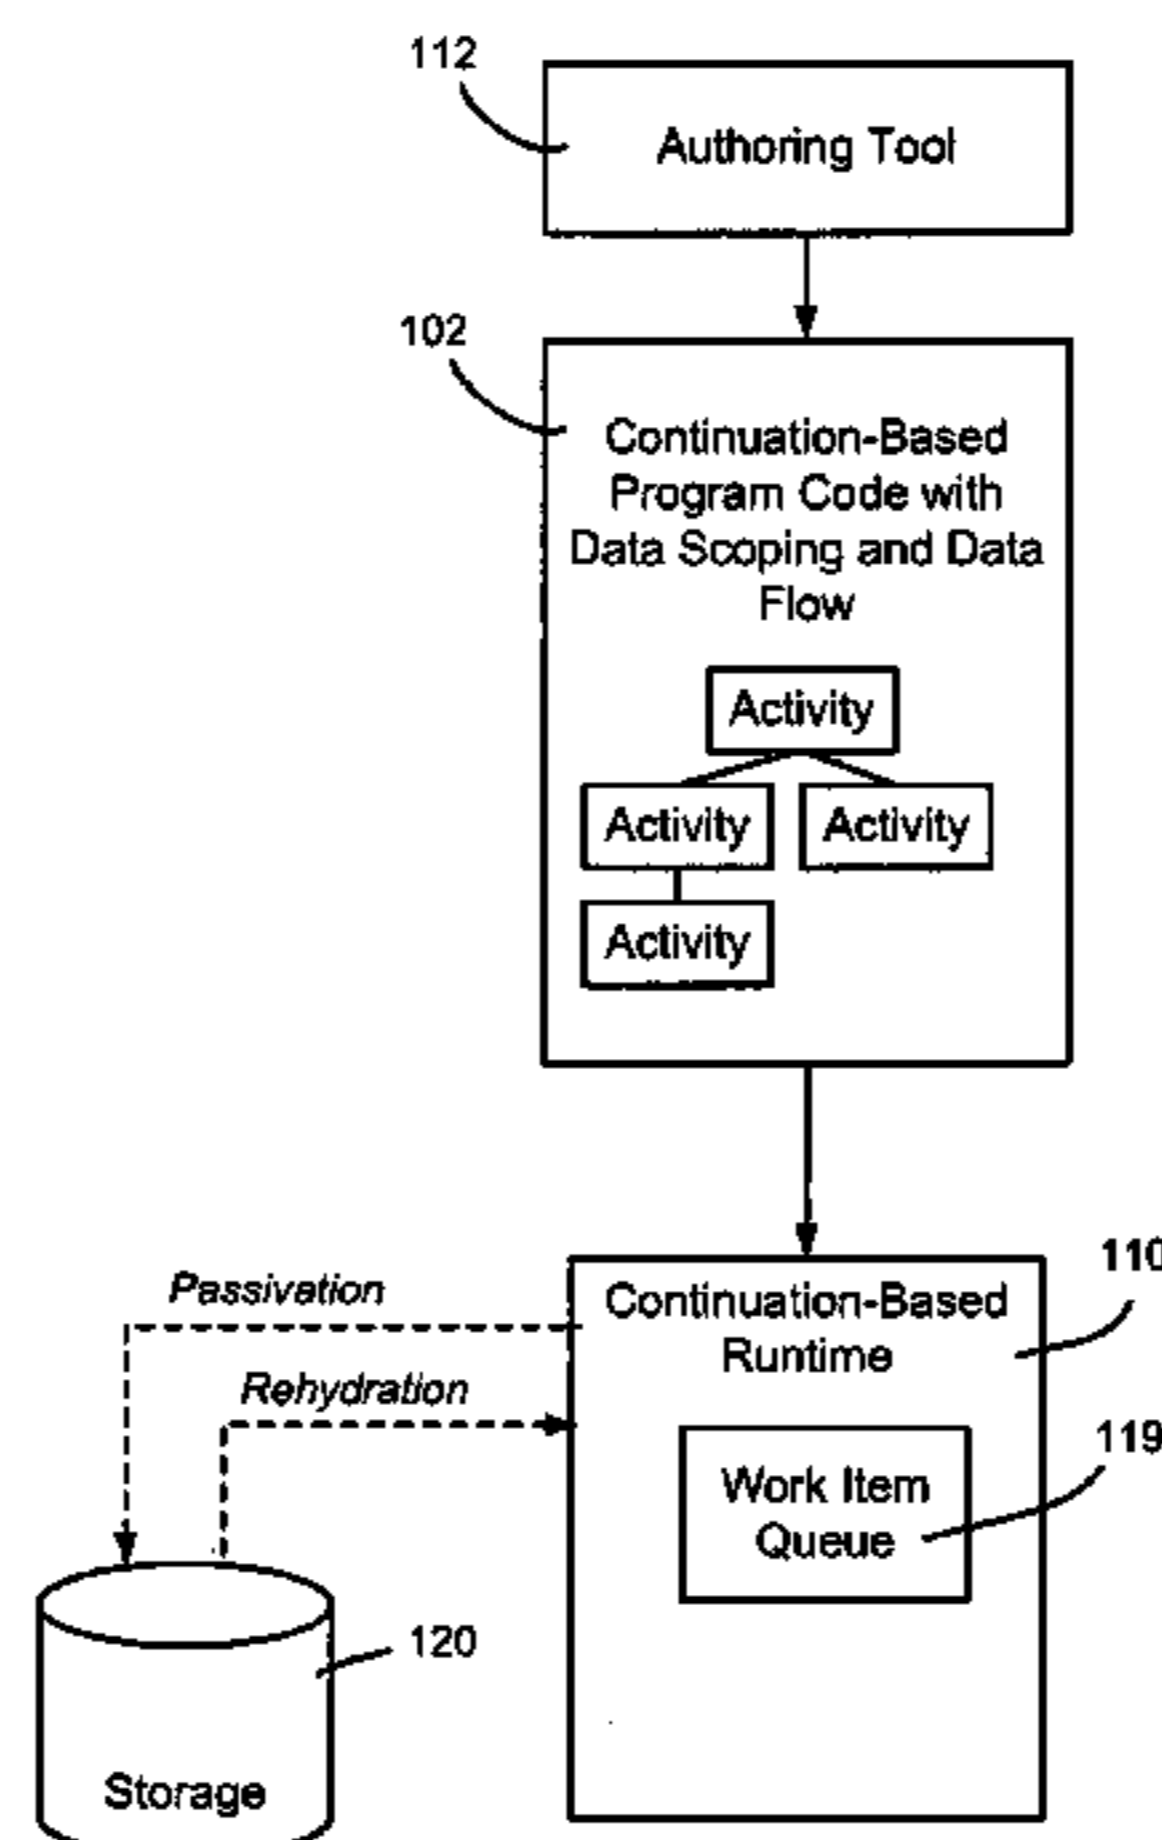 112
Authoring Tool
102
Continuation-Based
Program Code with
Data Scoping and Data
Flow
Activity
Activity
Activity
Activity
110
Passivation
Continuation-Based
Runtime
Rehydration
119
Work Item
Queue
120
Storage